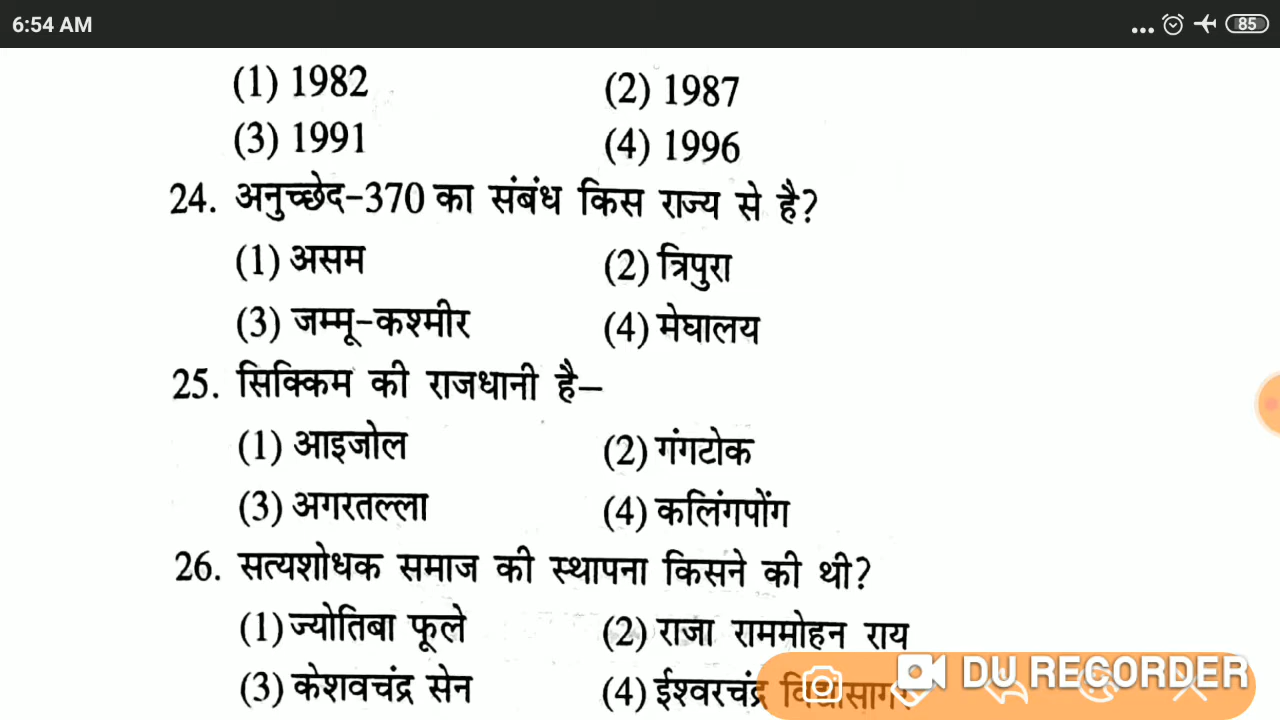 6:54 AM
85
(1) 1982 (2) 1987
(3) 1991 (4) 1996
24. अनुच्छेद-370 का संबंध किस राज्य से है?
(1) असम (2) त्रिपुरा
(3) जम्मू-कश्मीर (4) मेघालय
25. सिक्किम की राजधानी है–
(1) आइजोल (2) गंगटोक
(3) अगरतल्ला (4) कलिंगपोंग
26. सत्यशोधक समाज की स्थापना किसने की थी?
(1) ज्योतिबा फूले (2) राजा राममोहन राय
(3) केशवचंद्र सेन (4) ईश्वरचंद्र विद्यासागर
DU RECORDER